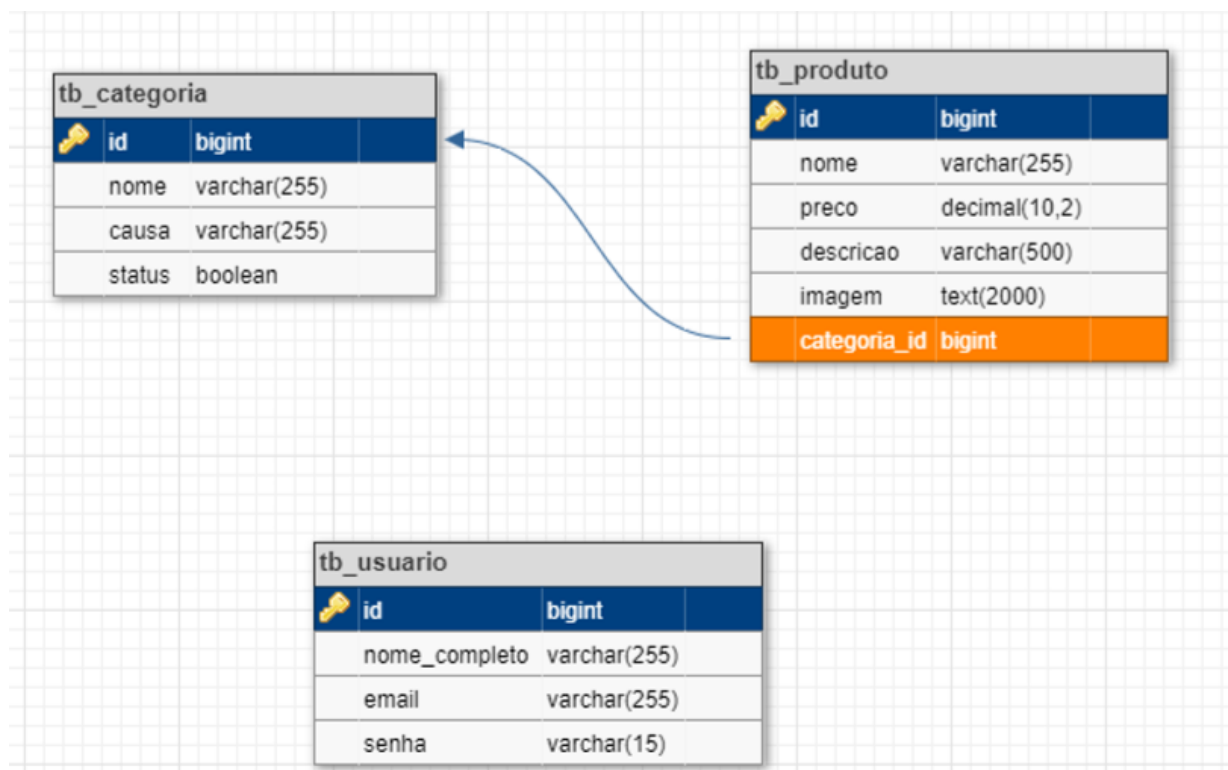 tb_categoria
id bigint
nome varchar(255)
causa varchar(255)
status boolean
tb_produto
id bigint
nome varchar(255)
preco decimal(10,2)
descricao varchar(500)
imagem text(2000)
categoria_id bigint
tb_usuario
id bigint
nome_completo varchar(255)
email varchar(255)
senha varchar(15)